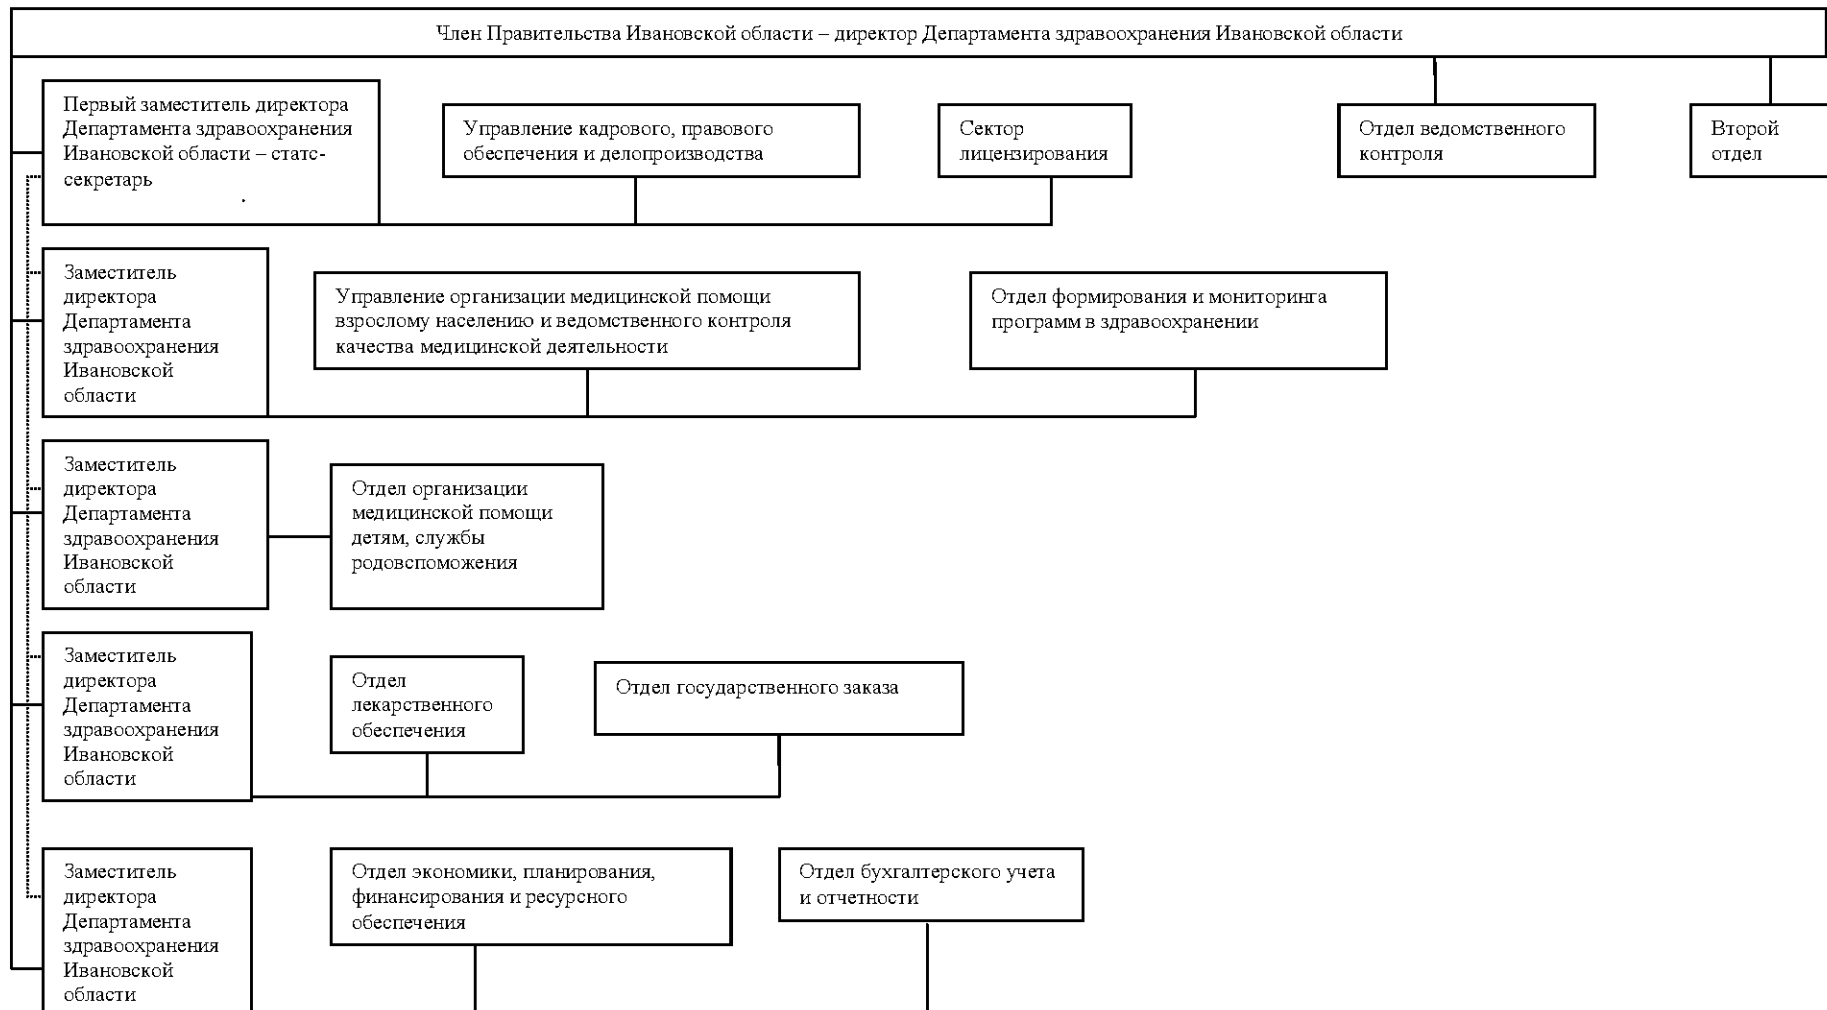 Член Правительства Ивановской области – директор Департамента здравоохранения Ивановской области
Первый заместитель директора
Департамента здравоохранения
Ивановской области – статс-
секретарь
.
Управление кадрового, правового
обеспечения и делопроизводства
Сектор
лицензирования
Отдел ведомственного
контроля
Второй
отдел
Заместитель
директора
Департамента
здравоохранения
Ивановской
области
Управление организации медицинской помощи
взрослому населению и ведомственного контроля
качества медицинской деятельности
Отдел формирования и мониторинга
программ в здравоохранении
Заместитель
директора
Департамента
здравоохранения
Ивановской
области
Отдел организации
медицинской помощи
детям, службы
родовспоможения
Заместитель
директора
Департамента
здравоохранения
Ивановской
области
Отдел
лекарственного
обеспечения
Отдел государственного заказа
Заместитель
директора
Департамента
здравоохранения
Ивановской
области
Отдел экономики, планирования,
финансирования и ресурсного
обеспечения
Отдел бухгалтерского учета
и отчетности